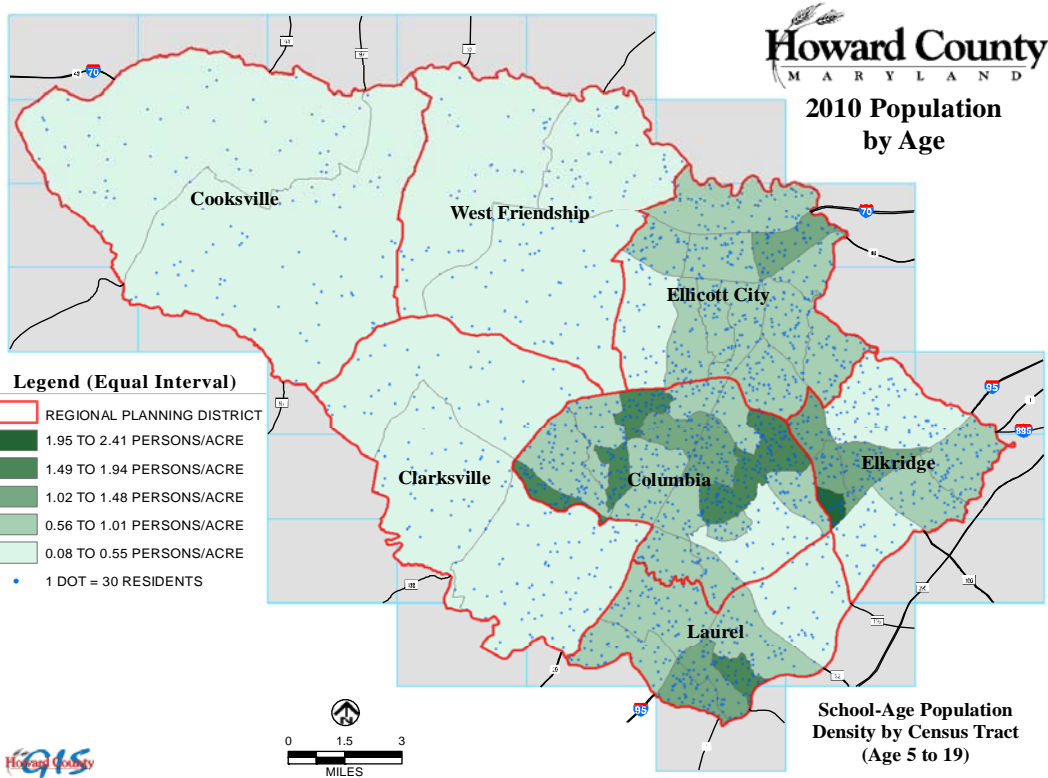 Howard County
MARYLAND
2010 Population
by Age
70
70
Cooksville
West Friendship
Ellicott City
95
1
895
Legend (Equal Interval)
REGIONAL PLANNING DISTRICT
1.95 TO 2.41 PERSONS/ACRE
1.49 TO 1.94 PERSONS/ACRE
1.02 TO 1.48 PERSONS/ACRE
0.56 TO 1.01 PERSONS/ACRE
0.08 TO 0.55 PERSONS/ACRE
1 DOT = 30 RESIDENTS
Clarksville
Columbia
Elkridge
100
Laurel
29
95
N
0 1.5 3
MILES
School-Age Population
Density by Census Tract
(Age 5 to 19)
Howard County
GIS